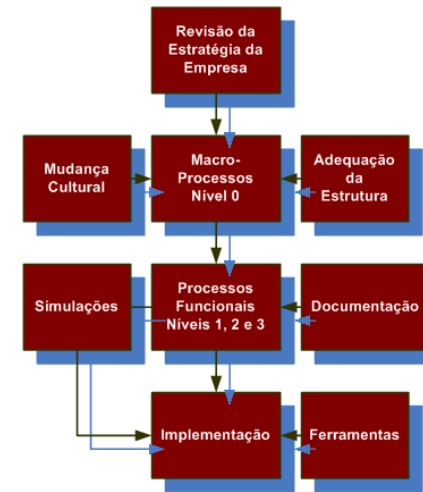 Revisão da
Estratégia da
Empresa
Mudança
Cultural
Macro-
Processos
Nível 0
Adequação
da
Estrutura
Simulações
Processos
Funcionais
Níveis 1, 2 e 3
Documentação
Implementação
Ferramentas